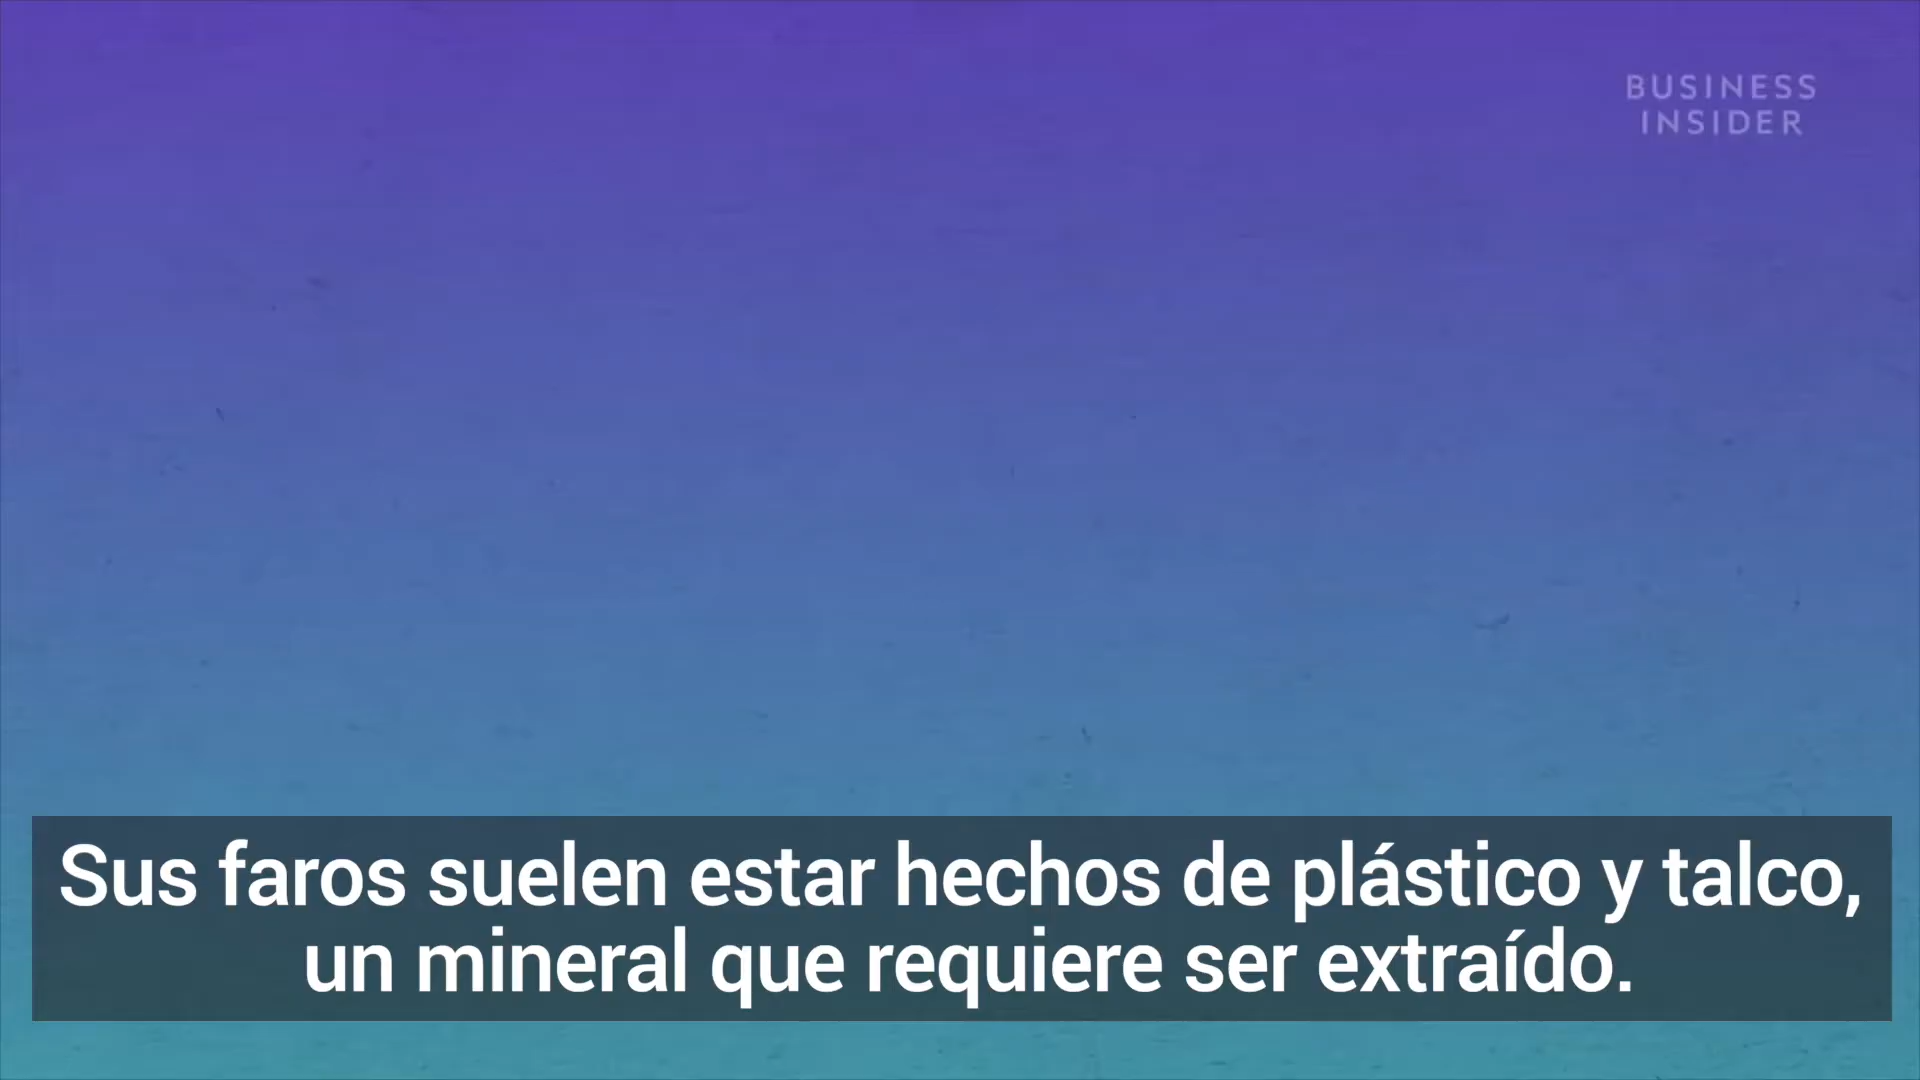 BUSINESS
INSIDER
Sus faros suelen estar hechos de plástico y talco,
un mineral que requiere ser extraído.